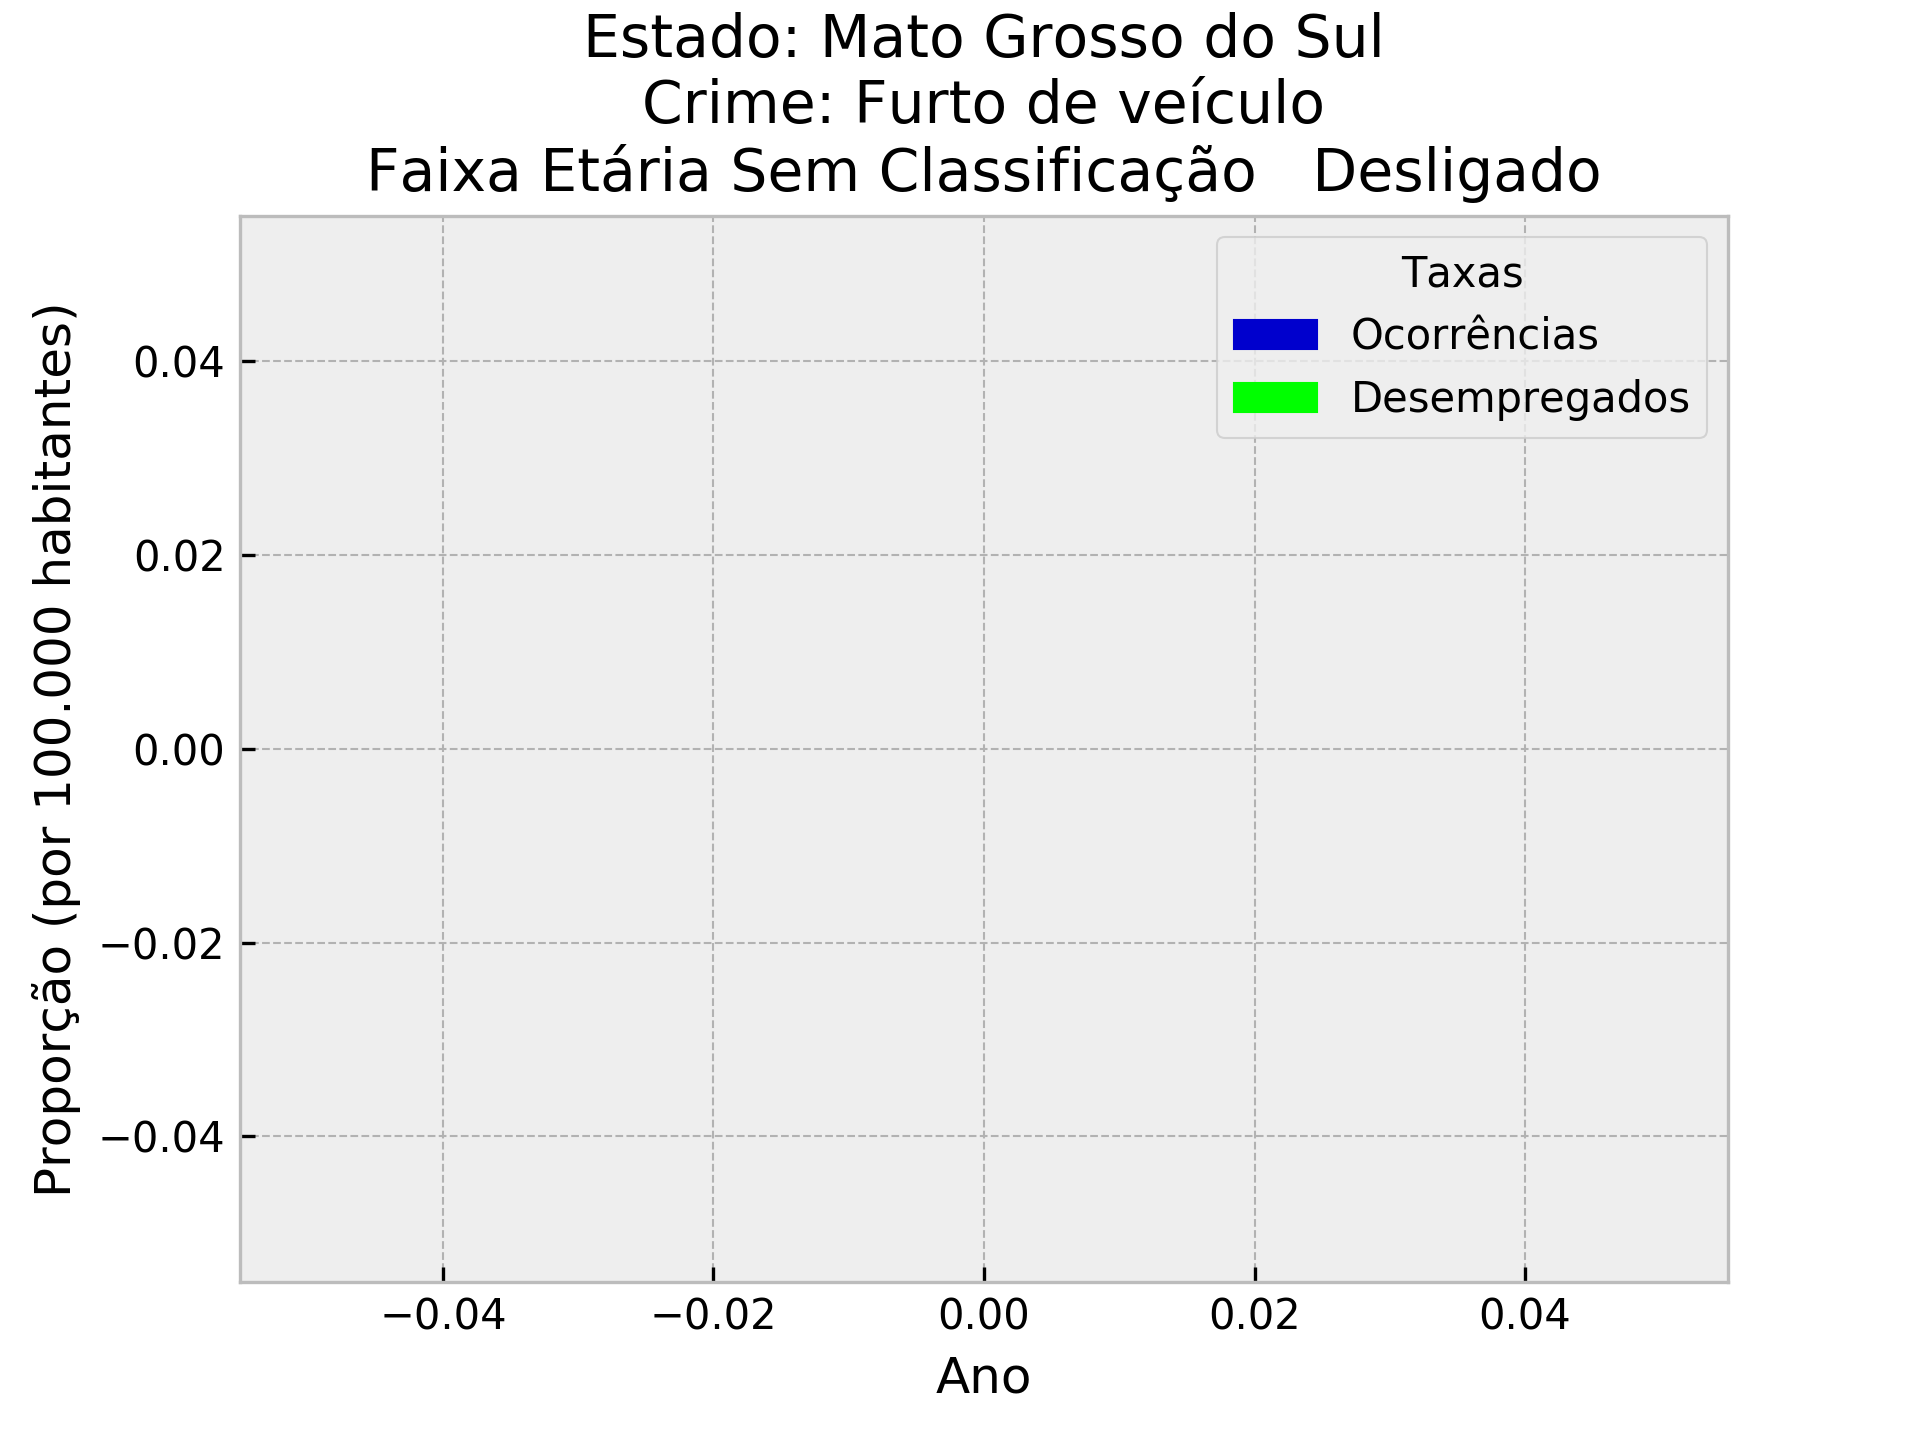 Estado: Mato Grosso do Sul
Crime: Furto de veículo
Faixa Etária Sem Classificação   Desligado
Taxas
Ocorrências
Desempregados
Proporção (por 100.000 habitantes)
0.04
0.02
0.00
−0.02
−0.04
−0.04 −0.02 0.00 0.02 0.04
Ano